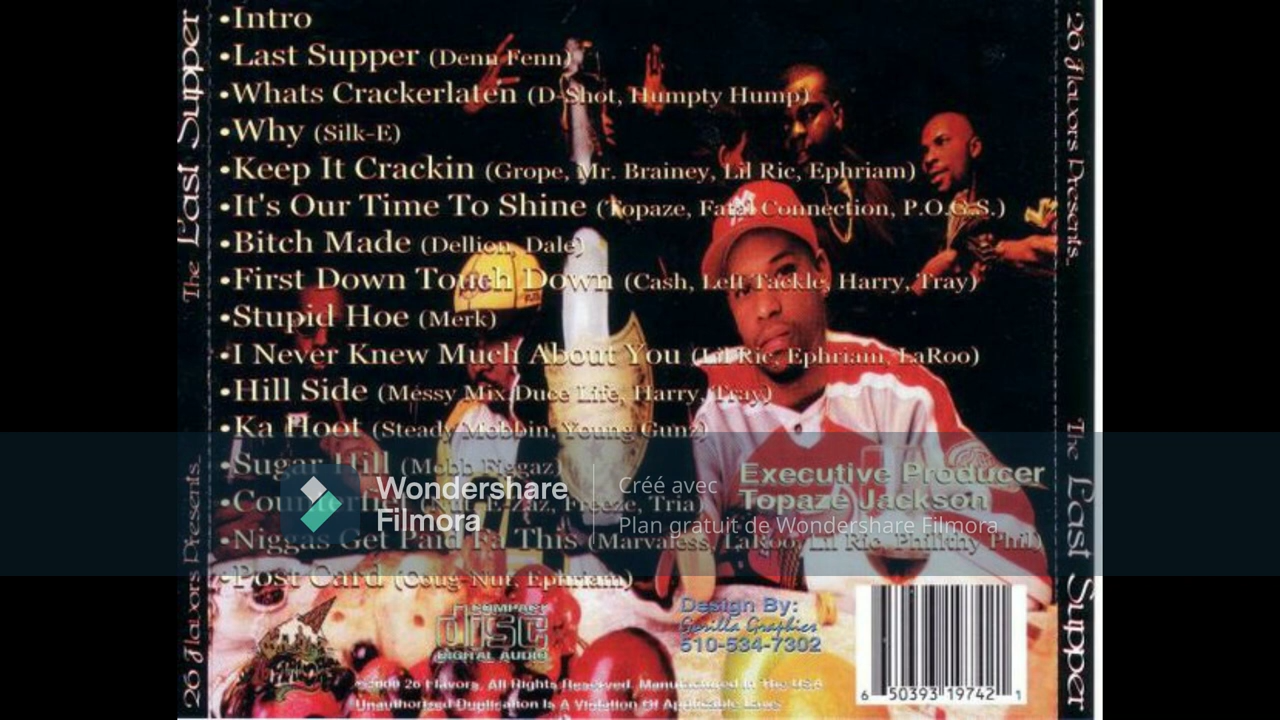 •Intro
•Last Supper (Denn Fenn)
•Whats Crackerlaten (D-Shot, Humpty Hump)
•Why (Silk-E)
•Keep It Crackin (Grope, Mr. Brainey, Lil Ric, Ephriam)
•It's Our Time To Shine (Topaze, Fatal Connection, P.O.G.S.)
•Bitch Made (Dellion, Dale)
•First Down Touch Down (Cash, Left Tackle, Harry, Tray)
•Stupid Hoe (Merk)
•I Never Knew Much About You (Lil Ric, Ephriam, LaRoo)
•Hill Side (Messy Mix, Duce Life, Harry, Tray)
•Ka Hoot (Steady Mobbin, Young Gunz)
•Sugar Hill (Mobb Figgaz)
•Counterfit E-Zaz, Freeze, Tria)
•Niggas Get Paid Fa This (Marvaless, LaRoo, Lil Ric, Phillthy Phil)
•Post Card (Coug-Nut, Ephriam)
Executive Producer
Topaze Jackson
Wondershare
Filmora
Créé avec
Plan gratuit de Wondershare Filmora
COMPACT
disc
DIGITAL AUDIO
Design By:
Gorilla Graphics
510-534-7302
©2000 26 Flavors. All Rights Reserved. Manufactured In The USA
Unauthorized Duplication Is A Violation Of Applicable Laws
6 50393 19742 1
26 Flavors Presents... The Last Supper
26 Flavors Presents... The Last Supper